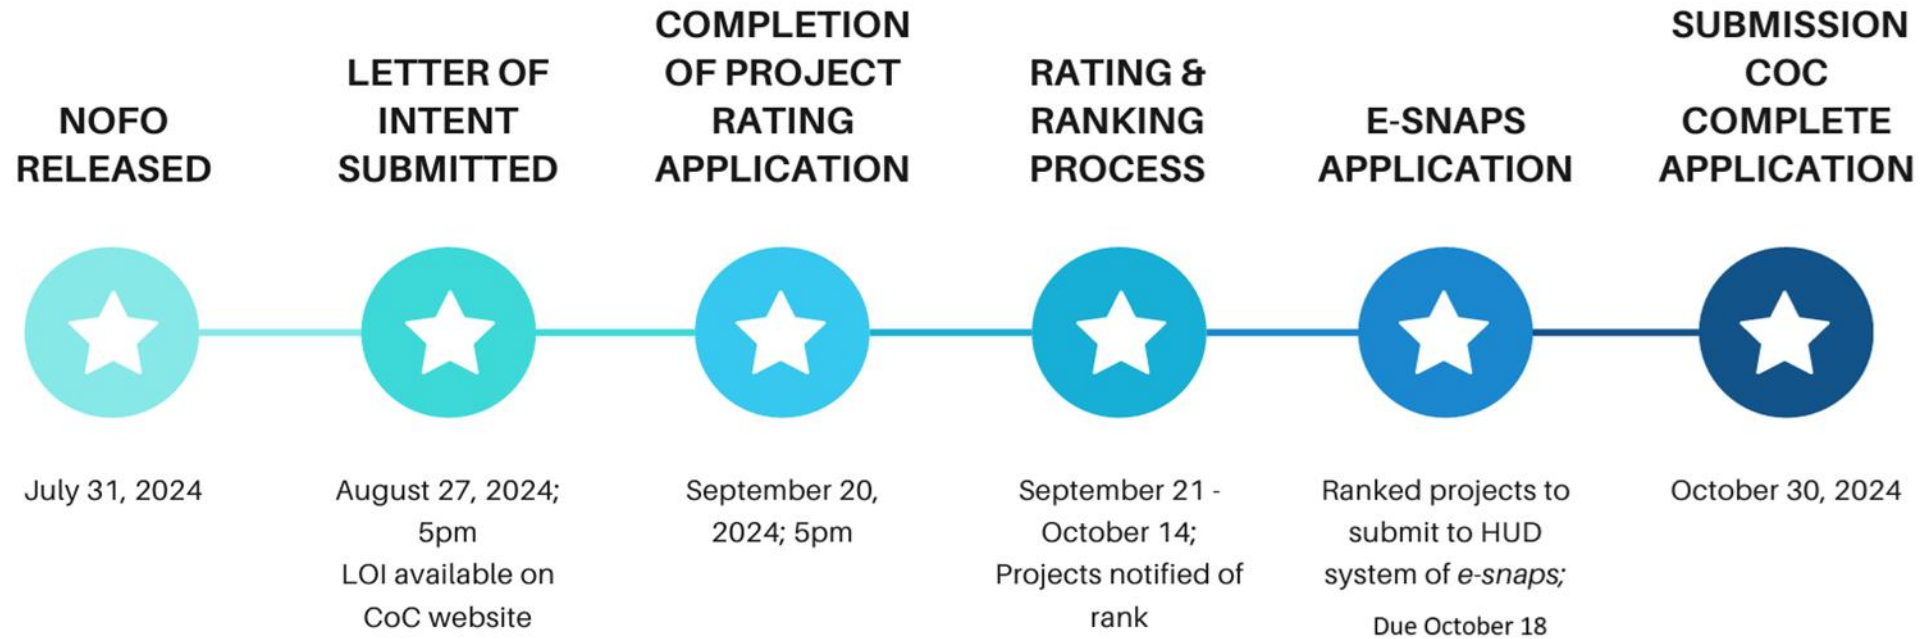 NOFO
RELEASED
July 31, 2024
LETTER OF
INTENT
SUBMITTED
August 27, 2024;
5pm
LOI available on
CoC website
COMPLETION
OF PROJECT
RATING
APPLICATION
September 20,
2024; 5pm
RATING &
RANKING
PROCESS
September 21 -
October 14;
Projects notified of
rank
E-SNAPS
APPLICATION
Ranked projects to
submit to HUD
system of e-snaps;
Due October 18
SUBMISSION
COC
COMPLETE
APPLICATION
October 30, 2024